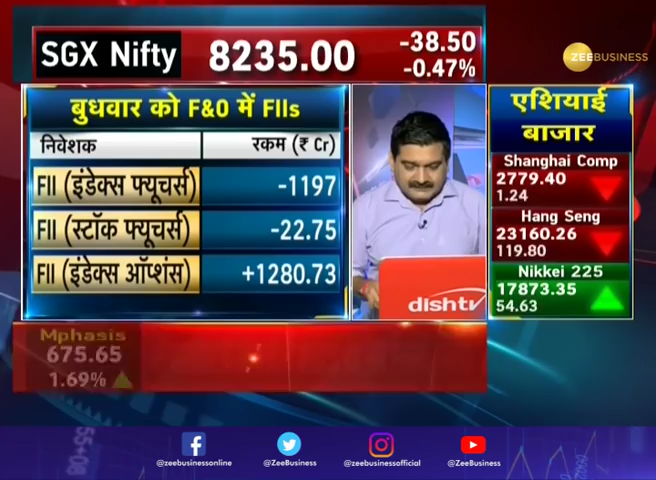 SGX Nifty
8235.00
-38.50
-0.47%
ZEE BUSINESS
बुधवार को F&O में FIIs
निवेशक
रकम (₹ Cr)
FII (इंडेक्स फ्यूचर्स)
-1197
FII (स्टॉक फ्यूचर्स)
-22.75
FII (इंडेक्स ऑप्शंस)
+1280.73
dishtv
एशियाई
बाजार
Shanghai Comp
2779.40
1.24
Hang Seng
23160.26
119.80
Nikkei 225
17873.35
54.63
Mphasis
675.65
1.69%
@zeebusinessonline
@ZeeBusiness
@zeebusinessofficial
@ZeeBusiness